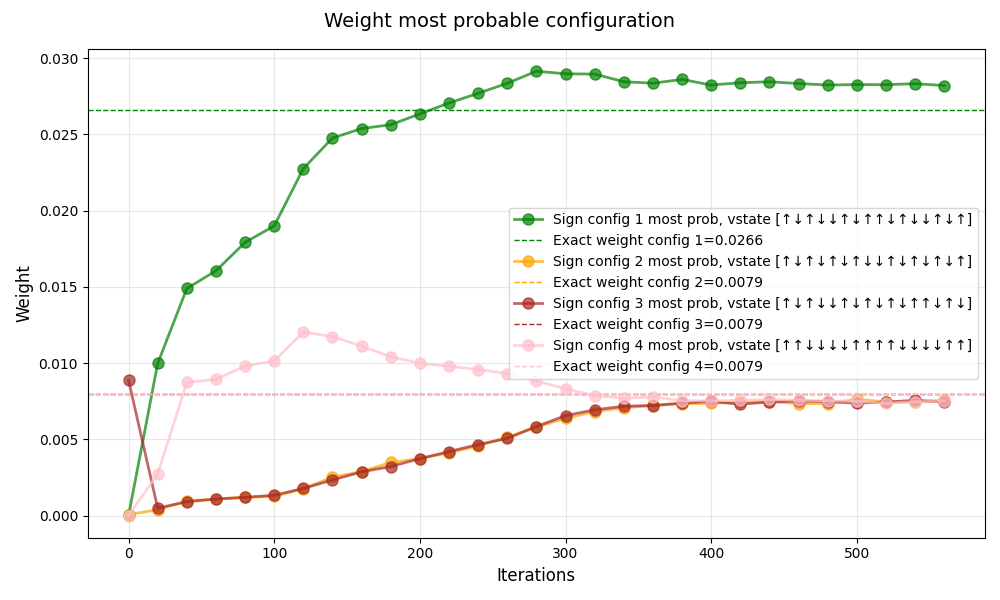 Weight most probable configuration
0.030
0.025
0.020
0.015
0.010
0.005
0.000
Weight
Sign config 1 most prob, vstate [↑↓↑↓↓↑↓↑↑↓↑↓↓↑↓↑]
Exact weight config 1=0.0266
Sign config 2 most prob, vstate [↑↓↑↓↑↓↑↓↓↑↓↑↓↑↓↑]
Exact weight config 2=0.0079
Sign config 3 most prob, vstate [↑↓↑↓↓↑↓↑↓↑↓↑↑↓↑↓]
Exact weight config 3=0.0079
Sign config 4 most prob, vstate [↑↑↓↓↓↓↑↑↑↑↓↓↓↓↑↑]
Exact weight config 4=0.0079
0 100 200 300 400 500
Iterations